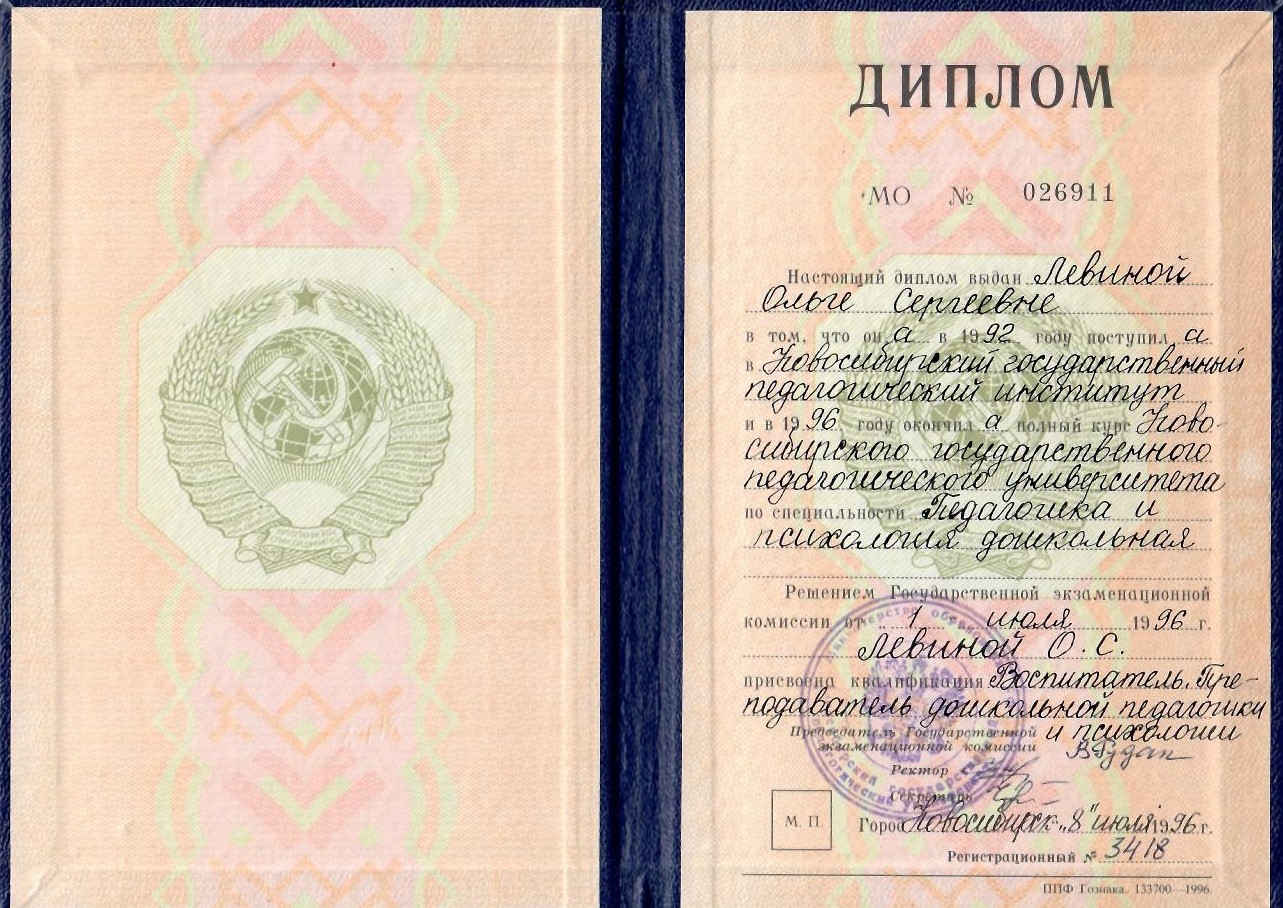 ДИПЛОМ
МО № 026911
Настоящий диплом выдан Левиной
Ольге Сергеевне
в том, что он а в 1992 году поступил а
в Новосибирский государственный
педагогический институт
и в 1996 году окончил а полный курс Ново-
сибирского государственного
педагогического университета
по специальности Педагогика и
психология дошкольная
Решением Государственной экзаменационной
комиссии от „ 1 июля 1996 г.
Левиной О. С.
присвоена квалификация Воспитатель. Пре-
подаватель дошкольной педагогики
и психологии
Председатель Государственной
экзаменационной комиссии
Ректор
Секретарь
М. П.
Город Новосибирск „8" июля 1996 г.
Регистрационный № 3418
ППФ Гознака. 133700—1996.